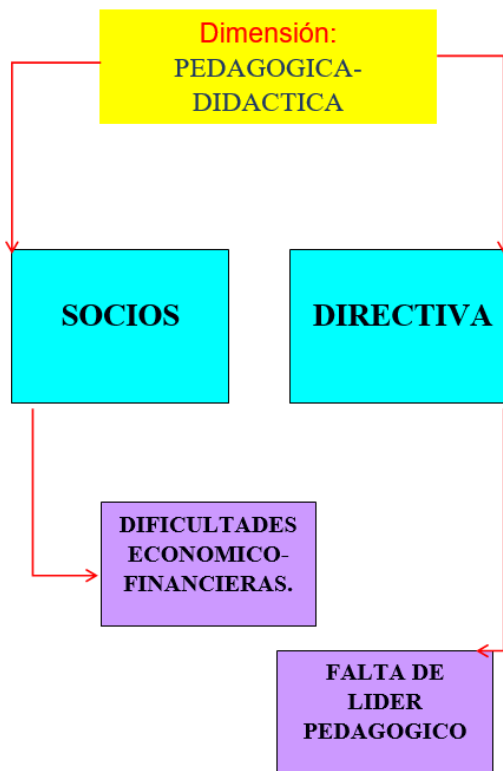 Dimensión:
PEDAGOGICA-
DIDACTICA
SOCIOS
DIRECTIVA
DIFICULTADES
ECONOMICO-
FINANCIERAS.
FALTA DE
LIDER
PEDAGOGICO